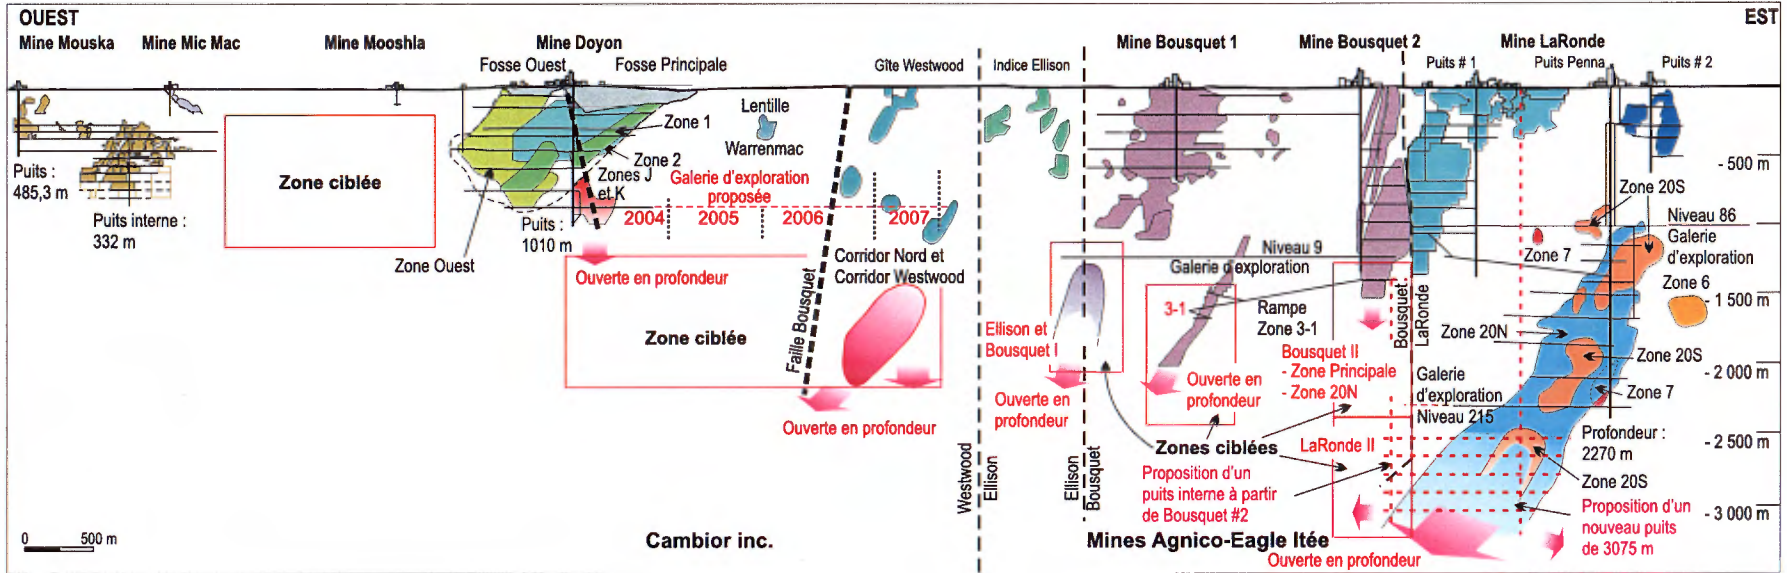 OUEST
EST
Mine Mouska
Mine Mic Mac
Mine Mooshla
Mine Doyon
Mine Bousquet 1
Mine Bousquet 2
Mine LaRonde
Fosse Ouest
Fosse Principale
Gîte Westwood
Indice Ellison
Puits # 1
Puits Penna
Puits # 2
Lentille
Warrenmac
Zone 1
Zone 2
Zones J
et K
Galerie d'exploration
proposée
2004
2005
2006
2007
Puits :
485,3 m
Puits interne :
332 m
Zone ciblée
Zone Ouest
Puits :
1010 m
Ouverte en profondeur
Zone ciblée
Faille Bousquet
Corridor Nord et
Corridor Westwood
Ouverte en profondeur
Westwood
Ellison
Ellison
Bousquet
Ellison et
Bousquet I
Ouverte en
profondeur
Niveau 9
Galerie d'exploration
3-1
Rampe
Zone 3-1
Ouverte en
profondeur
Bousquet II
- Zone Principale
- Zone 20N
Zones ciblées
LaRonde II
Proposition d'un
puits interne à partir
de Bousquet #2
Bousquet
LaRonde
Galerie
d'exploration
Niveau 215
Zone 20S
Niveau 86
Galerie
d'exploration
Zone 7
Zone 6
Zone 20N
Zone 20S
Zone 7
Profondeur :
2270 m
Zone 20S
Proposition d'un
nouveau puits
de 3075 m
Ouverte en profondeur
- 500 m
- 1 500 m
- 2 000 m
- 2 500 m
- 3 000 m
0 500 m
Cambior inc.
Mines Agnico-Eagle ltée